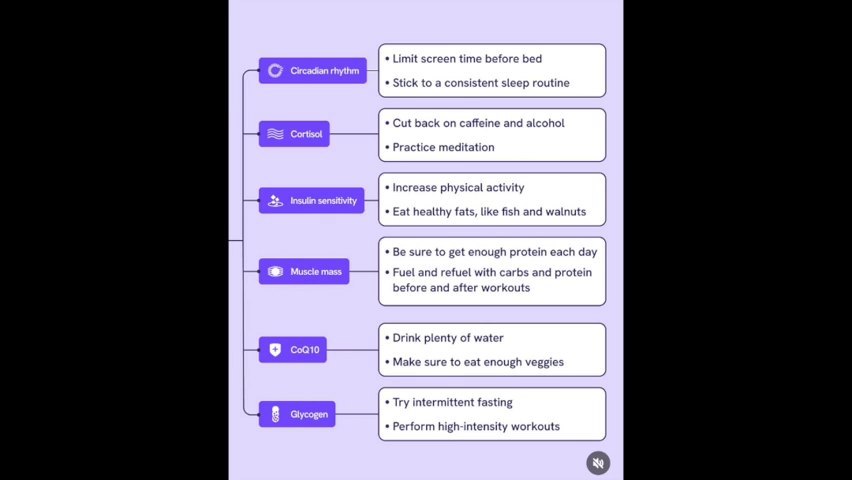 Circadian rhythm
• Limit screen time before bed
• Stick to a consistent sleep routine
Cortisol
• Cut back on caffeine and alcohol
• Practice meditation
Insulin sensitivity
• Increase physical activity
• Eat healthy fats, like fish and walnuts
Muscle mass
• Be sure to get enough protein each day
• Fuel and refuel with carbs and protein
before and after workouts
CoQ10
• Drink plenty of water
• Make sure to eat enough veggies
Glycogen
• Try intermittent fasting
• Perform high-intensity workouts